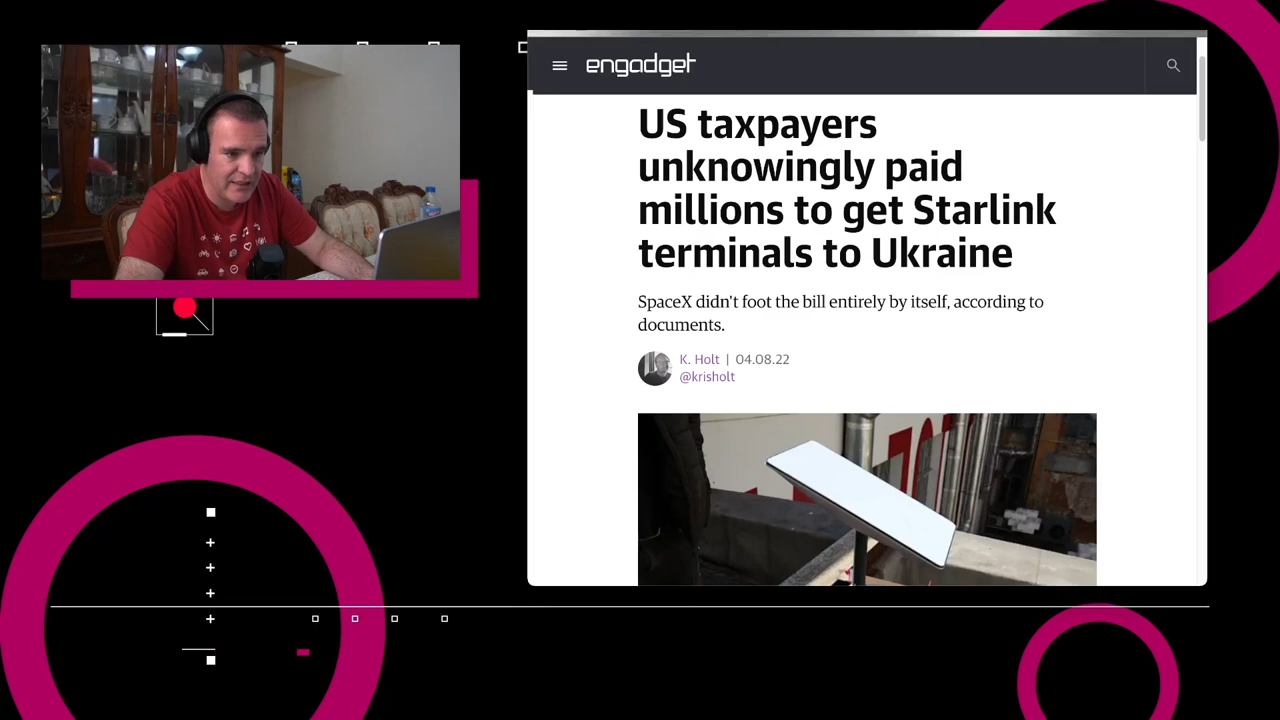 engadget
US taxpayers
unknowingly paid
millions to get Starlink
terminals to Ukraine
SpaceX didn't foot the bill entirely by itself, according to
documents.
K. Holt | 04.08.22
@krisholt